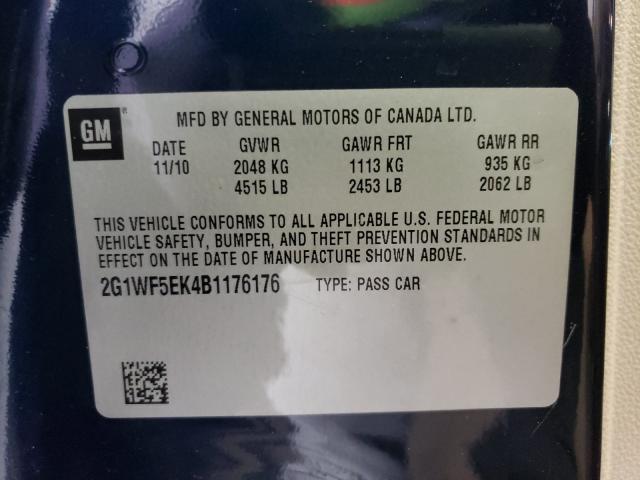 GM ®
MFD BY GENERAL MOTORS OF CANADA LTD.
DATE GVWR GAWR FRT GAWR RR
11/10 2048 KG 1113 KG 935 KG
4515 LB 2453 LB 2062 LB
THIS VEHICLE CONFORMS TO ALL APPLICABLE U.S. FEDERAL MOTOR
VEHICLE SAFETY, BUMPER, AND THEFT PREVENTION STANDARDS IN
EFFECT ON THE DATE OF MANUFACTURE SHOWN ABOVE.
2G1WF5EK4B1176176 TYPE: PASS CAR